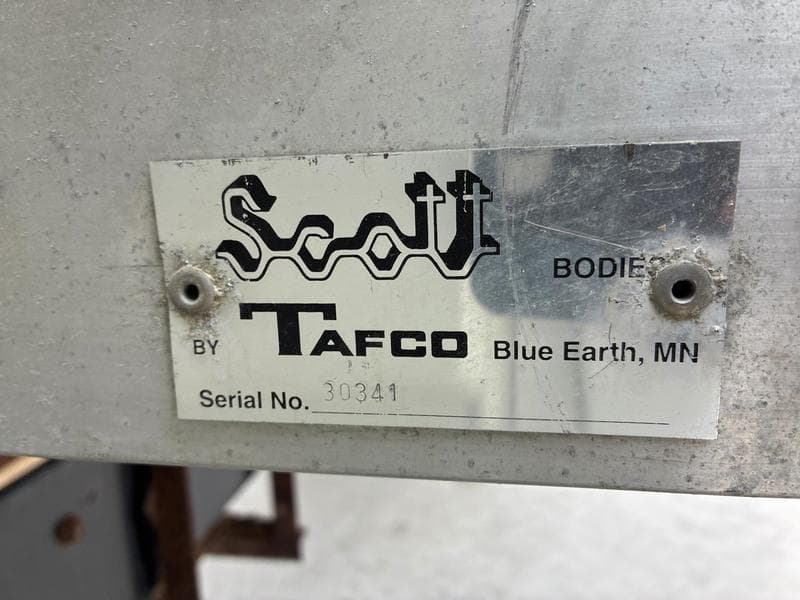 Scott
BODIES
BY TAFCO Blue Earth, MN
Serial No. 30341